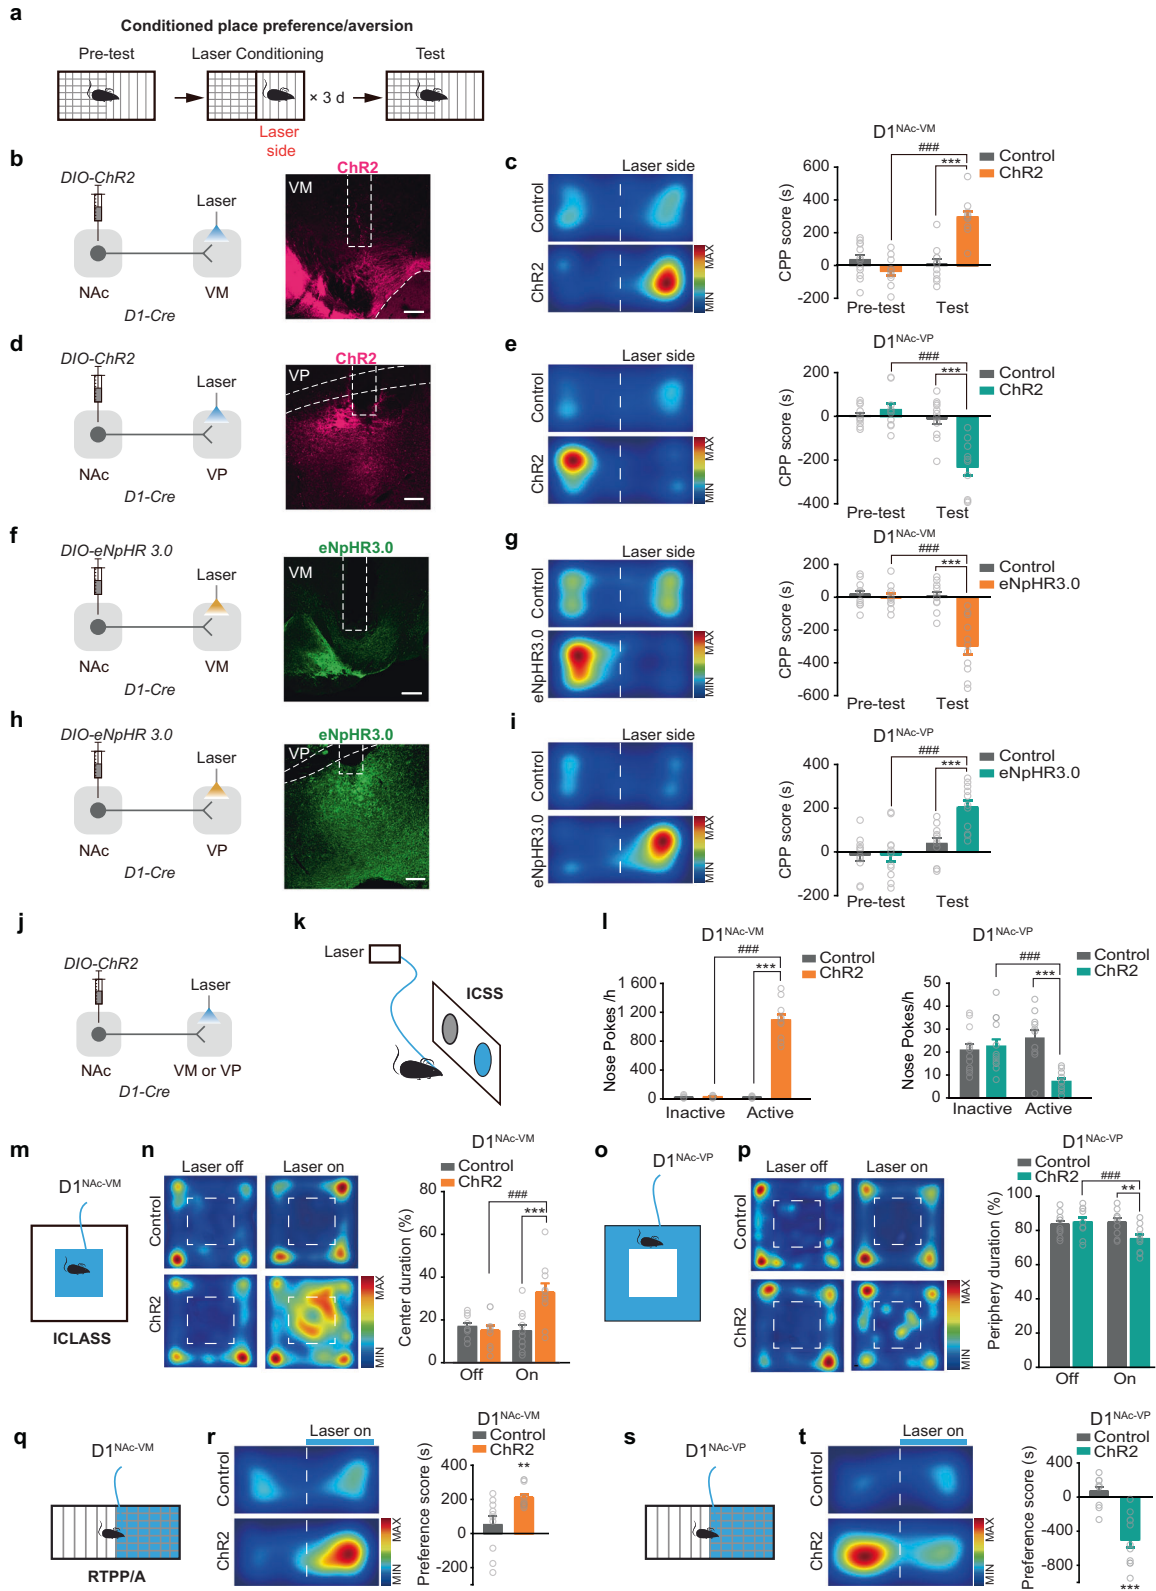 a
Conditioned place preference/aversion
Pre-test
Laser Conditioning
Test
× 3 d
Laser
side
b
DIO-ChR2
Laser
NAc
VM
D1-Cre
ChR2
VM
c
Laser side
Control
ChR2
MAX
MIN
D1NAc-VM
###
***
Control
ChR2
CPP score (s)
600
400
200
0
-200
Pre-test
Test
d
DIO-ChR2
Laser
NAc
VP
D1-Cre
ChR2
VP
e
Laser side
Control
ChR2
MAX
MIN
D1NAc-VP
###
***
Control
ChR2
CPP score (s)
200
0
-200
-400
Pre-test
Test
f
DIO-eNpHR 3.0
Laser
NAc
VM
D1-Cre
eNpHR3.0
VM
g
Laser side
Control
eNpHR3.0
MAX
MIN
D1NAc-VM
###
***
Control
eNpHR3.0
CPP score (s)
200
0
-200
-400
-600
Pre-test
Test
h
DIO-eNpHR 3.0
Laser
NAc
VP
D1-Cre
eNpHR3.0
VP
i
Laser side
Control
eNpHR3.0
MAX
MIN
D1NAc-VP
###
***
Control
eNpHR3.0
CPP score (s)
400
200
0
-200
Pre-test
Test
j
DIO-ChR2
Laser
NAc
VM or VP
D1-Cre
k
Laser
ICSS
l
D1NAc-VM
###
***
Control
ChR2
Nose Pokes /h
1 600
1 200
800
400
0
Inactive
Active
D1NAc-VP
###
***
Control
ChR2
Nose Pokes/h
50
40
30
20
10
0
Inactive
Active
m
D1NAc-VM
ICLASS
n
Laser off
Laser on
Control
ChR2
MAX
MIN
D1NAc-VM
Control
ChR2
###
***
Center duration (%)
80
60
40
20
0
Off
On
o
D1NAc-VP
p
Laser off
Laser on
Control
ChR2
MAX
MIN
D1NAc-VP
Control
ChR2
###
**
Periphery duration (%)
100
80
60
40
20
0
Off
On
q
D1NAc-VM
RTPP/A
r
Laser on
Control
ChR2
MAX
MIN
D1NAc-VM
Control
ChR2
**
Preference score (s)
400
200
0
-200
s
D1NAc-VP
t
Laser on
Control
ChR2
MAX
MIN
D1NAc-VP
Control
ChR2
Preference score (s)
400
0
-400
-800
***